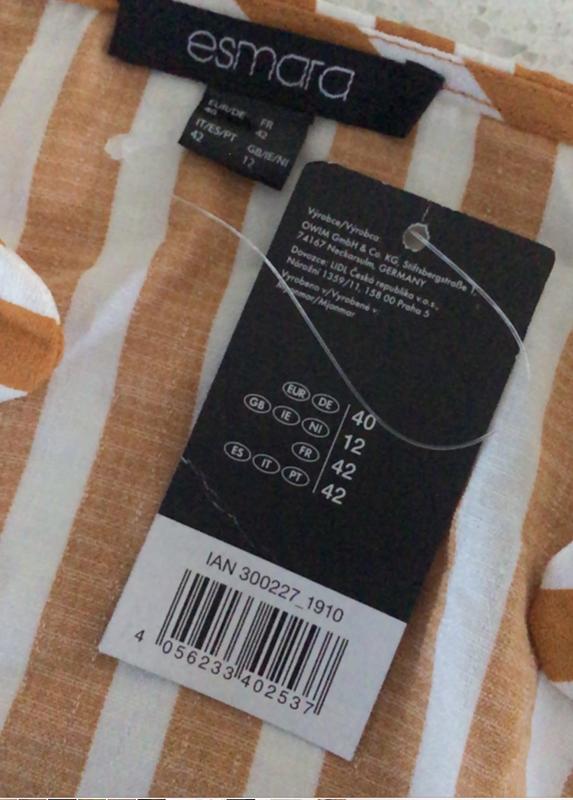 esmara
EUR/DE FR
40 42
IT/ES/PT GB/IE/NI
42 12
Výrobce/Výrobca:
OWIM GmbH & Co. KG, Stiftsbergstraße 1,
74167 Neckarsulm, GERMANY
Dovozce: LIDL Česká republika v.o.s.,
Nárožní 1359/11, 158 00 Praha 5
Vyrobeno v/Vyrobené v:
/Mjanmar
EUR DE 40
GB IE NI 12
FR 42
ES IT PT 42
IAN 300227_1910
4 056233 402537